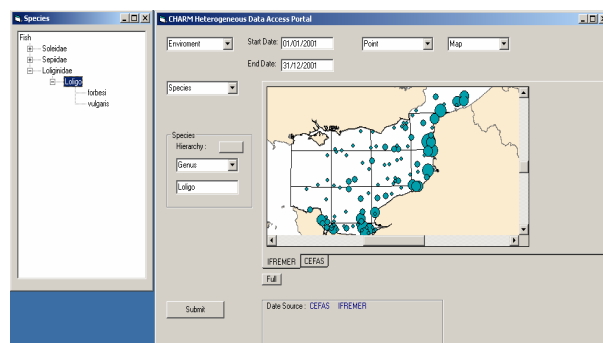 Species
Fish
Soleidae
Sepidae
Loliginidae
Loligo
forbesi
vulgaris
CHARM Heterogeneous Data Access Portal
Enviroment
Start Date: 01/01/2001
Point
Map
End Date: 31/12/2001
Species
Species
Hierarchy :
Genus
Loligo
IFREMER CEFAS
Full
Submit
Date Source : CEFAS IFREMER